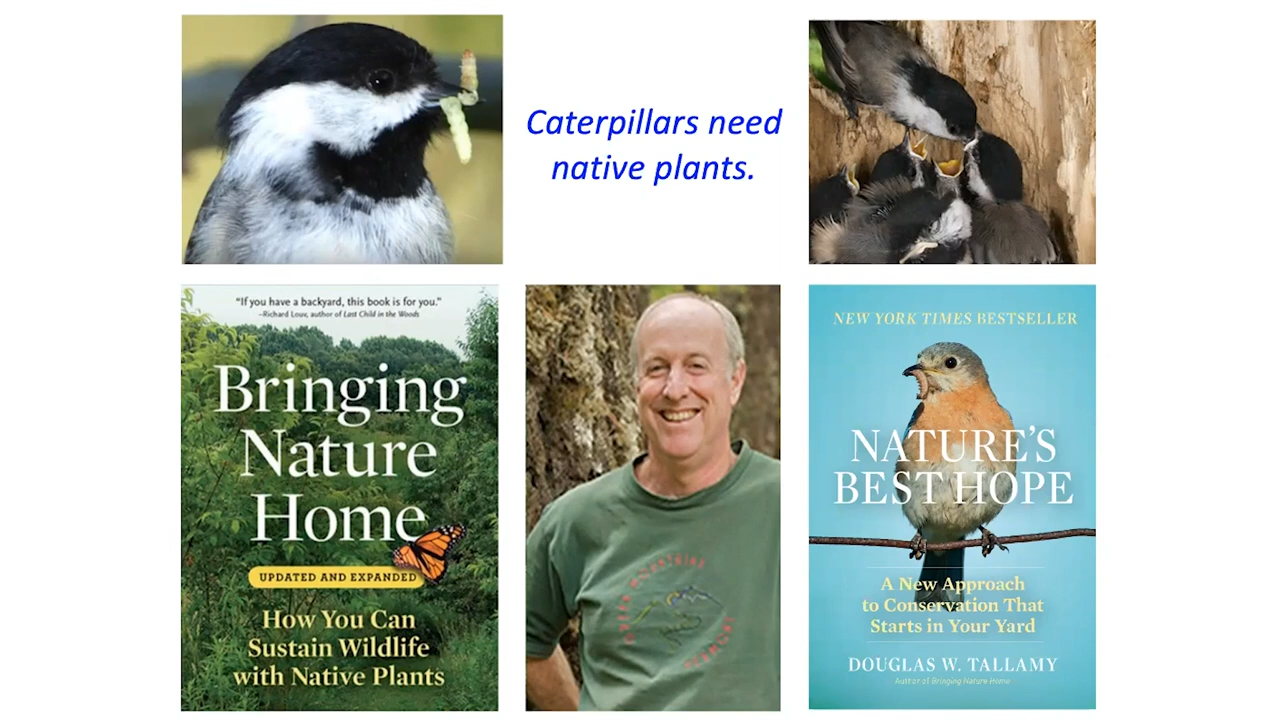 Caterpillars need
native plants.
"If you have a backyard, this book is for you."
–Richard Louv, author of Last Child in the Woods
Bringing
Nature
Home
UPDATED AND EXPANDED
How You Can
Sustain Wildlife
with Native Plants
GREEN MOUNTAINS
VERMONT
NEW YORK TIMES BESTSELLER
NATURE'S
BEST HOPE
A New Approach
to Conservation That
Starts in Your Yard
DOUGLAS W. TALLAMY
Author of Bringing Nature Home